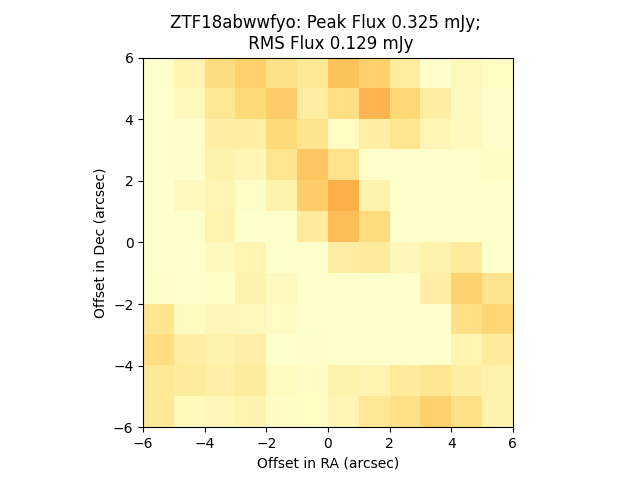 ZTF18abwwfyo: Peak Flux 0.325 mJy;
RMS Flux 0.129 mJy
6
4
2
0
−2
−4
−6
Offset in Dec (arcsec)
−6 −4 −2 0 2 4 6
Offset in RA (arcsec)